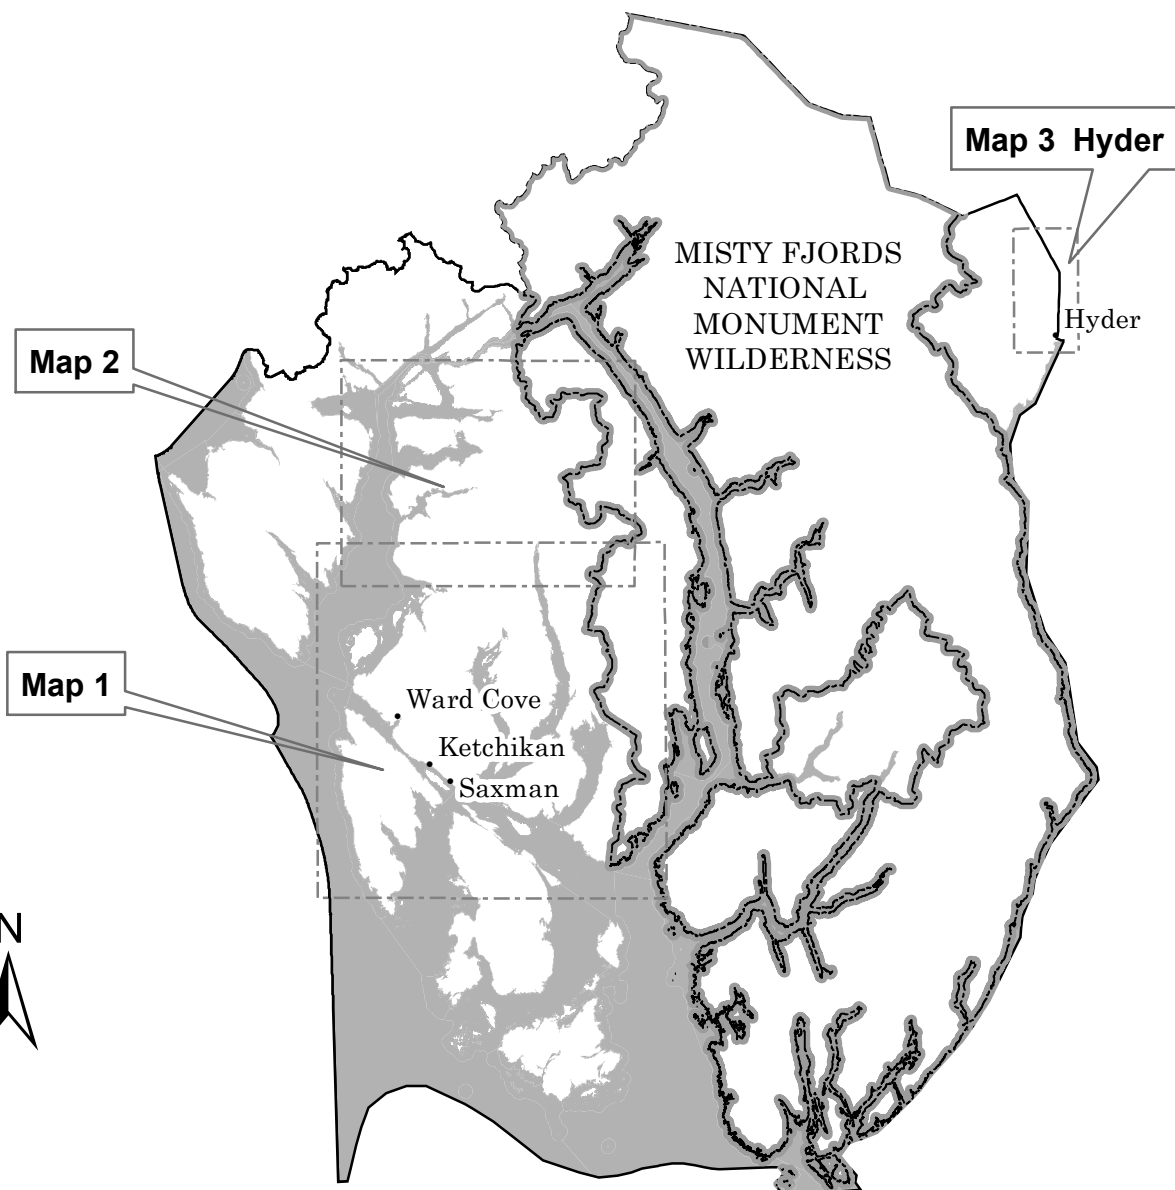 Map 3 Hyder
MISTY FJORDS
NATIONAL
MONUMENT
WILDERNESS
Hyder
Map 2
Map 1
Ward Cove
Ketchikan
Saxman
N